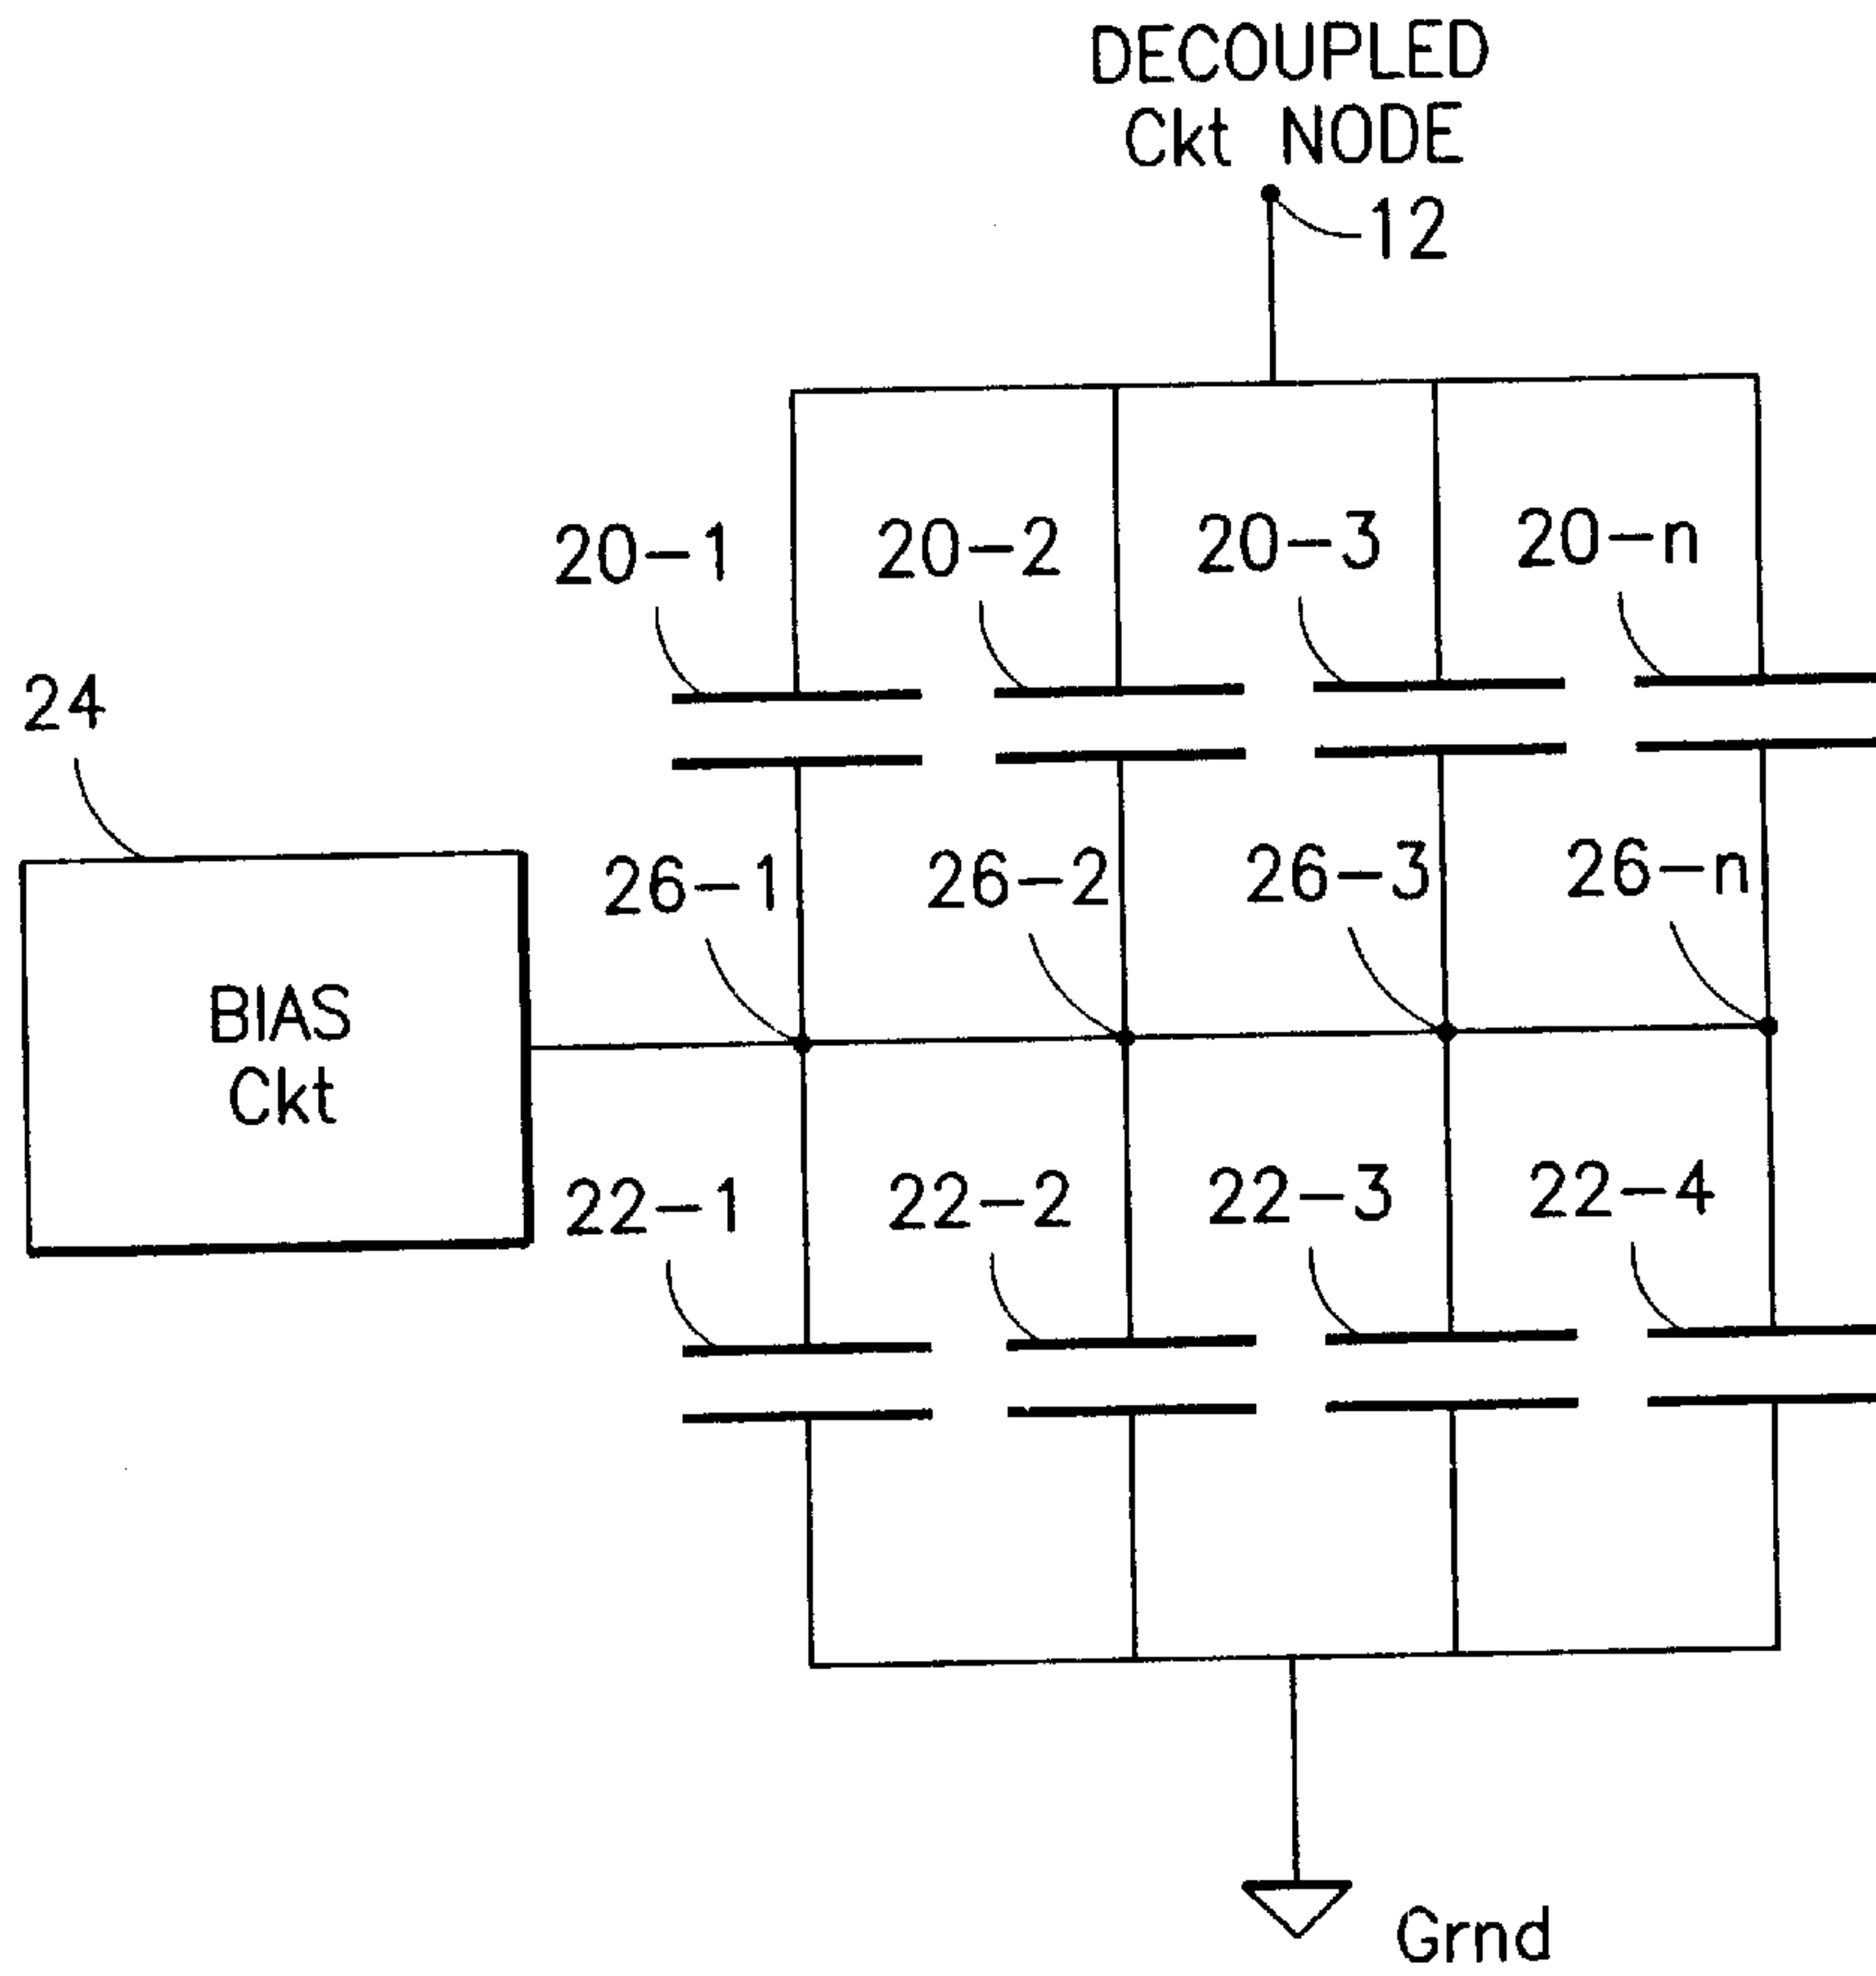 DECOUPLED
Ckt NODE
12
20-1 20-2 20-3 20-n
24
26-1 26-2 26-3 26-n
BIAS
Ckt
22-1 22-2 22-3 22-4
Grnd